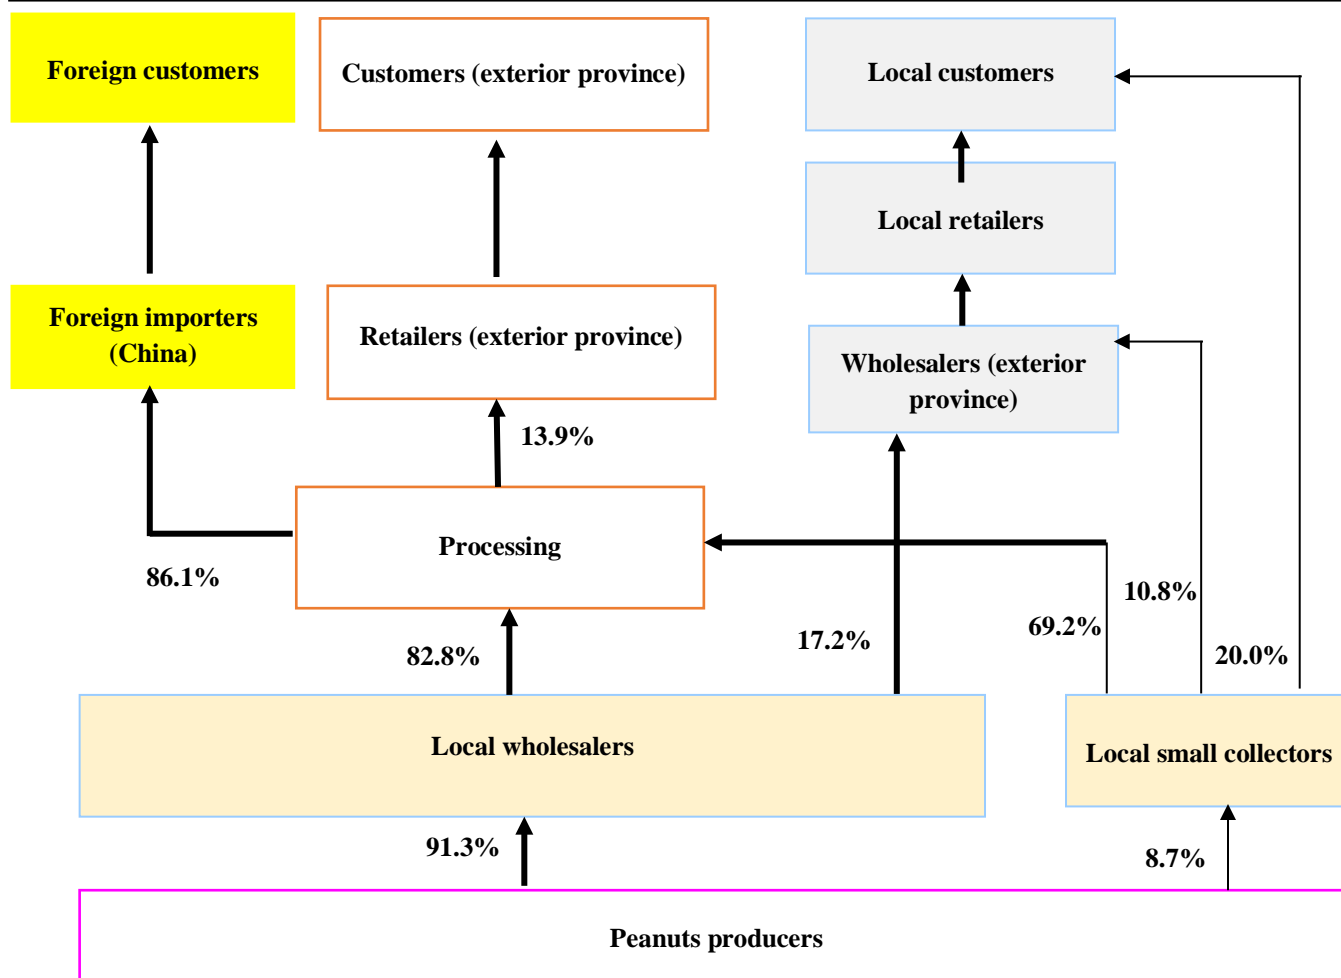 Foreign customers
Customers (exterior province)
Local customers
Local retailers
Foreign importers
(China)
Retailers (exterior province)
Wholesalers (exterior
province)
13.9%
Processing
86.1%
10.8%
69.2%
17.2%
82.8%
20.0%
Local wholesalers
Local small collectors
91.3%
8.7%
Peanuts producers